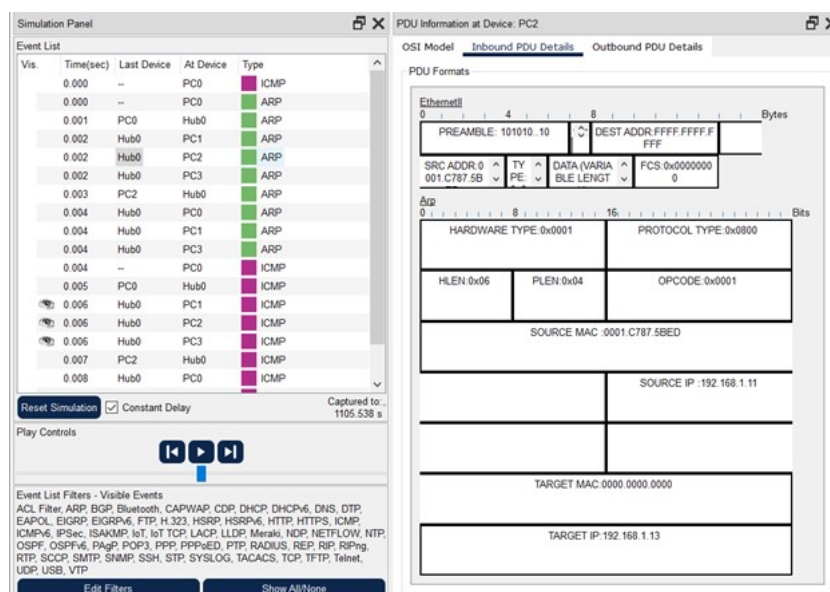 Simulation Panel
Event List
Vis. Time(sec) Last Device At Device Type
0.000 -- PC0 ICMP
0.000 -- PC0 ARP
0.001 PC0 Hub0 ARP
0.002 Hub0 PC1 ARP
0.002 Hub0 PC2 ARP
0.002 Hub0 PC3 ARP
0.003 PC2 Hub0 ARP
0.004 Hub0 PC0 ARP
0.004 Hub0 PC1 ARP
0.004 Hub0 PC3 ARP
0.004 -- PC0 ICMP
0.005 PC0 Hub0 ICMP
0.006 Hub0 PC1 ICMP
0.006 Hub0 PC2 ICMP
0.006 Hub0 PC3 ICMP
0.007 PC2 Hub0 ICMP
0.008 Hub0 PC0 ICMP
Reset Simulation Constant Delay
Captured to:
1105.538 s
Play Controls
Event List Filters - Visible Events
ACL Filter, ARP, BGP, Bluetooth, CAPWAP, CDP, DHCP, DHCPv6, DNS, DTP,
EAPOL, EIGRP, EIGRPv6, FTP, H.323, HSRP, HSRPv6, HTTP, HTTPS, ICMP,
ICMPv6, IPSec, ISAKMP, IoT, IoT TCP, LACP, LLDP, Meraki, NDP, NETFLOW, NTP,
OSPF, OSPFv6, PAgP, POP3, PPP, PPPoED, PTP, RADIUS, REP, RIP, RIPng,
RTP, SCCP, SMTP, SNMP, SSH, STP, SYSLOG, TACACS, TCP, TFTP, Telnet,
UDP, USB, VTP
Edit Filters Show All/None
PDU Information at Device: PC2
OSI Model Inbound PDU Details Outbound PDU Details
PDU Formats
EthernetII
0 4 8 Bytes
PREAMBLE: 101010..10
DEST ADDR:FFFF.FFFF.F
FFF
SRC ADDR:0
001.C787.5B
TY
PE:
DATA (VARIA
BLE LENGT
FCS:0x0000000
0
Arp
0 8 16 Bits
HARDWARE TYPE:0x0001 PROTOCOL TYPE:0x0800
HLEN:0x06 PLEN:0x04 OPCODE:0x0001
SOURCE MAC :0001.C787.5BED
SOURCE IP :192.168.1.11
TARGET MAC:0000.0000.0000
TARGET IP:192.168.1.13